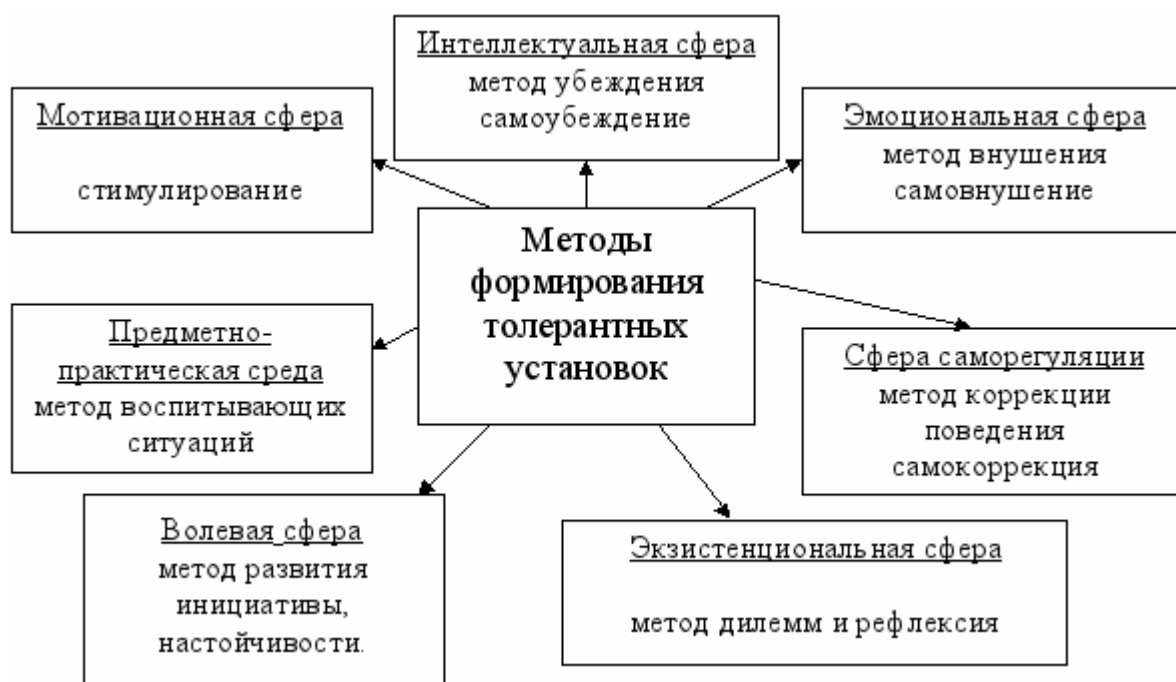 Интеллектуальная сфера
метод убеждения
самоубеждение
Мотивационная сфера
стимулирование
Эмоциональная сфера
метод внушения
самовнушение
Методы
формирования
толерантных
установок
Предметно-
практическая среда
метод воспитывающих
ситуаций
Сфера саморегуляции
метод коррекции
поведения
самокоррекция
Волевая сфера
метод развития
инициативы,
настойчивости.
Экзистенциональная сфера
метод дилемм и рефлексия